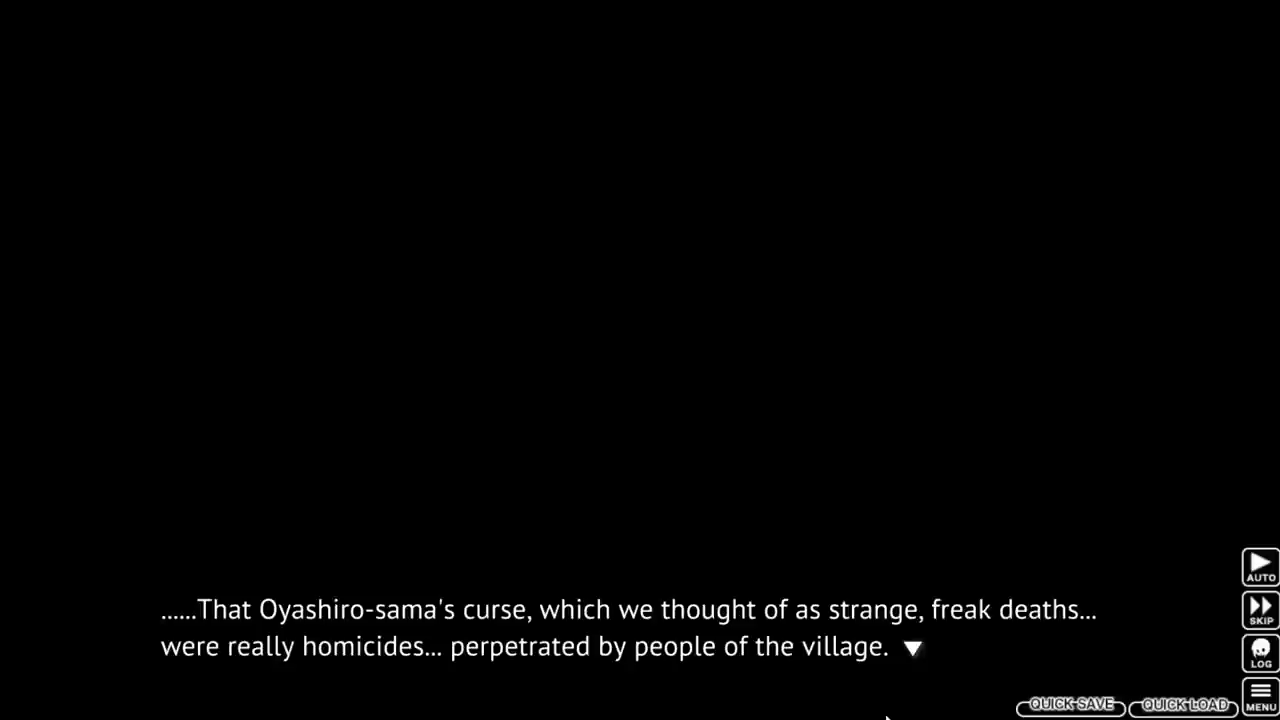 ......That Oyashiro-sama's curse, which we thought of as strange, freak deaths...
were really homicides... perpetrated by people of the village.
AUTO
SKIP
LOG
MENU
QUICK SAVE
QUICK LOAD